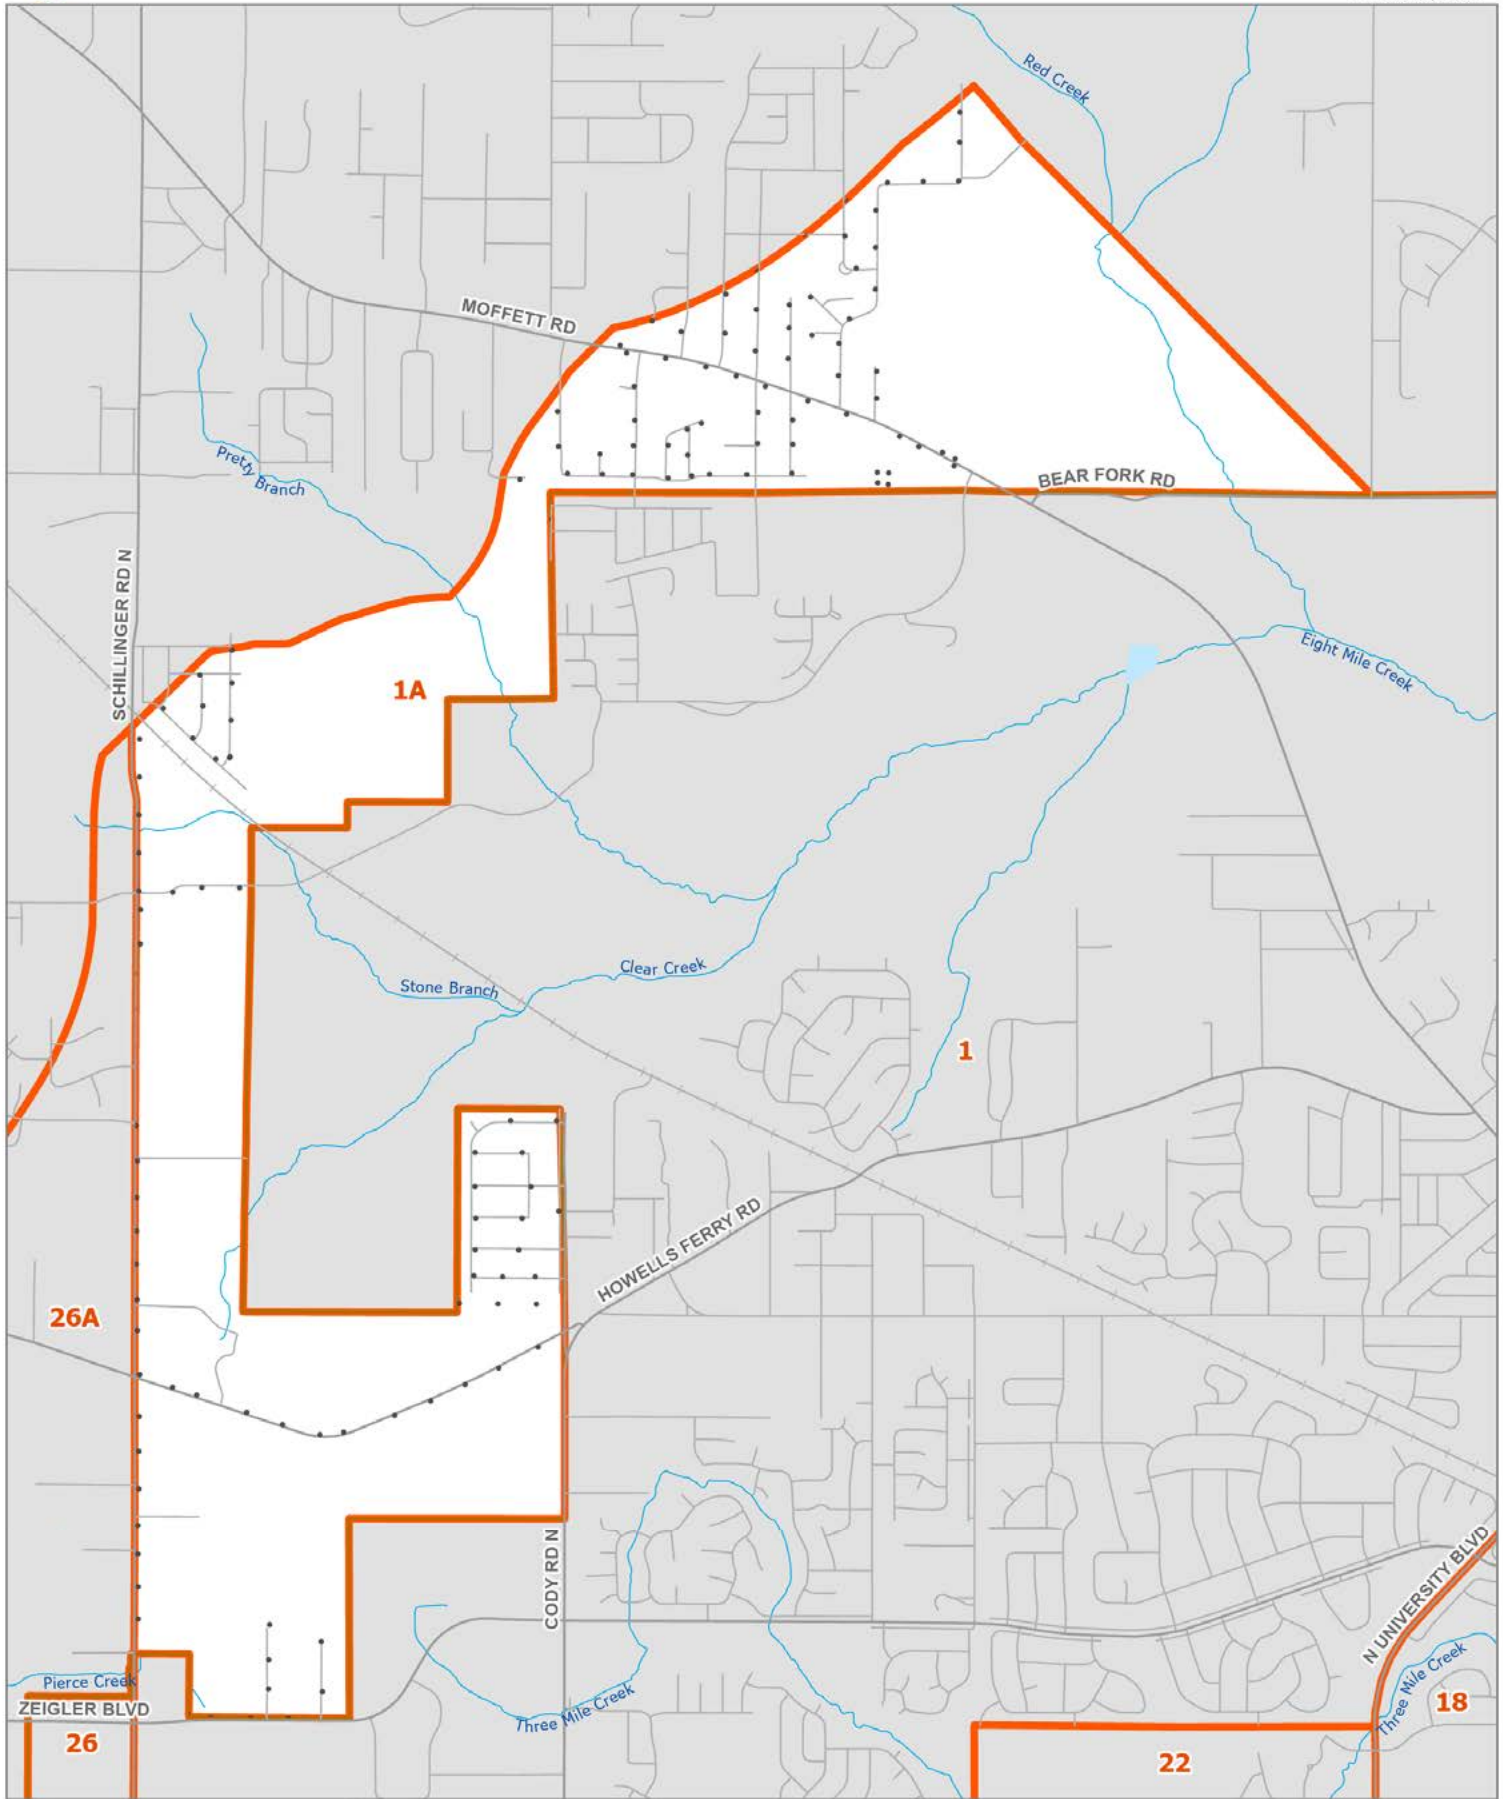 Red Creek
MOFFETT RD
Pretty Branch
BEAR FORK RD
SCHILLINGER RD N
Eight Mile Creek
1A
Clear Creek
Stone Branch
1
HOWELLS FERRY RD
26A
CODY RD N
N UNIVERSITY BLVD
Pierce Creek
ZEIGLER BLVD
Three Mile Creek
Three Mile Creek
18
26
22